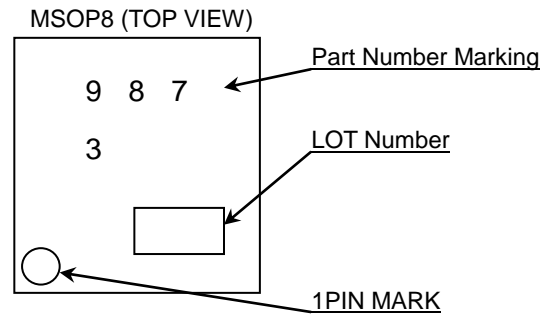 MSOP8 (TOP VIEW)
Part Number Marking
9 8 7
LOT Number
3
1PIN MARK